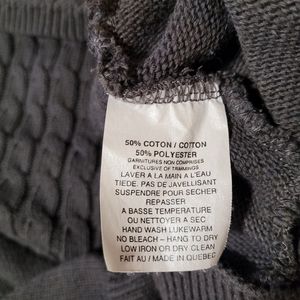 50% COTON / COTTON
50% POLYESTER
GARNITURES NON COMPRISES
EXCLUSIVE OF TRIMMINGS
LAVER A LA MAIN A L'EAU
TIEDE. PAS DE JAVELLISANT
SUSPENDRE POUR SÉCHER
REPASSER
A BASSE TEMPERATURE
OU NETTOYER A SEC
HAND WASH LUKEWARM
NO BLEACH – HANG TO DRY
LOW IRON OR DRY CLEAN
FAIT AU / MADE IN QUEBEC